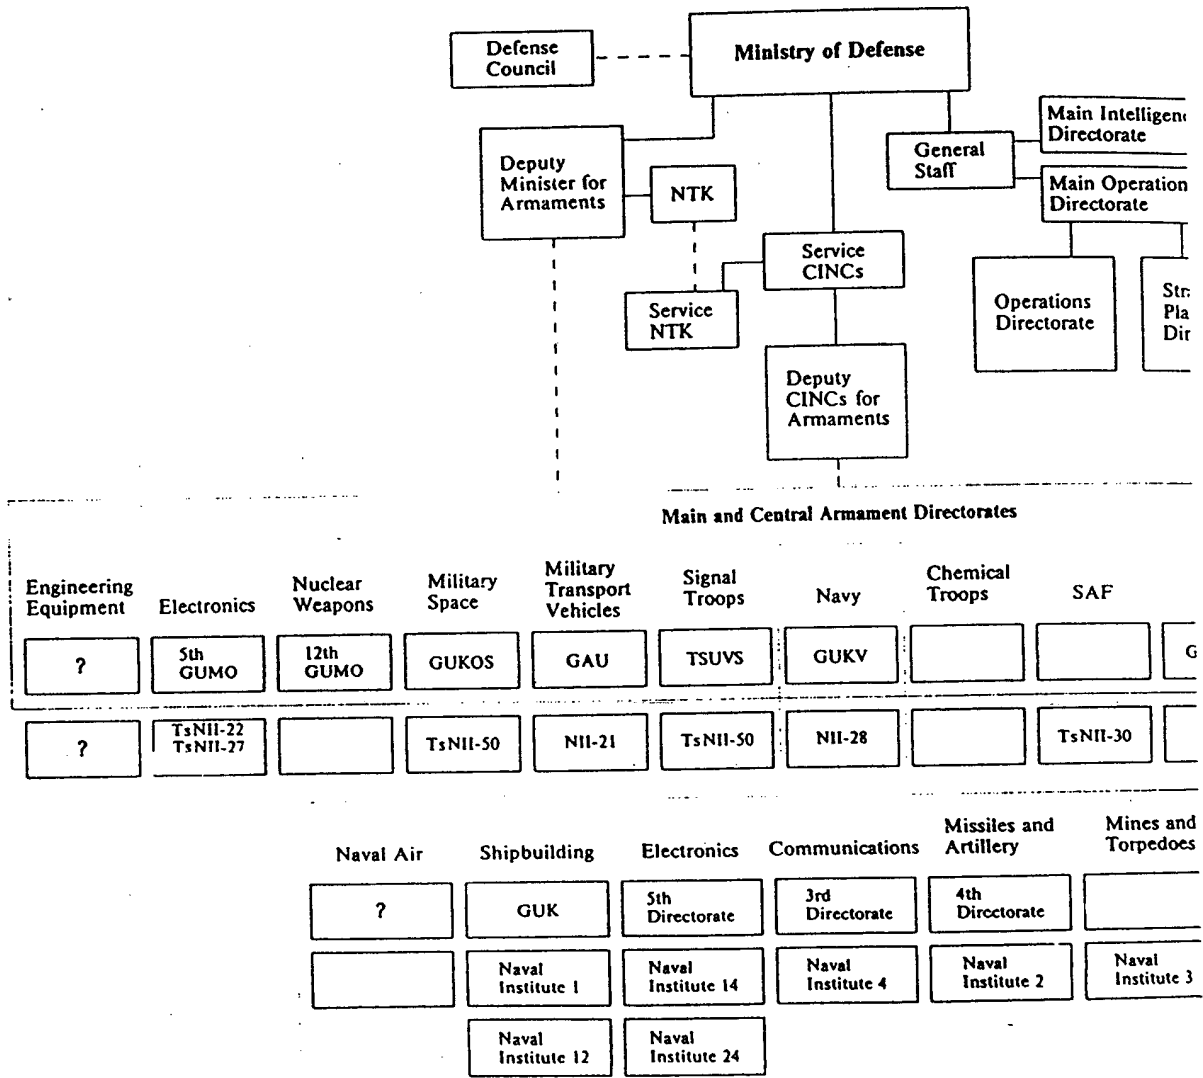 Defense
Council
Ministry of Defense
Deputy
Minister for
Armaments
NTK
General
Staff
Main
Directorate
Main
Directorate
Service
CINCs
Service
NTK
Operations
Directorate
Deputy
CINCs for
Armaments
Main and Central Armament Directorates
Engineering
Equipment
Electronics
Nuclear
Weapons
Military
Space
Military
Transport
Vehicles
Signal
Troops
Navy
Chemical
Troops
SAF
?
5th
GUMO
12th
GUMO
GUKOS
GAU
TSUVS
GUKV
G
?
TsNII-22
TsNII-27
TsNII-50
NII-21
TsNII-50
NII-28
TsNII-30
Naval Air
Shipbuilding
Electronics
Communications
Missiles and
Artillery
Mines and
Torpedoes
?
GUK
5th
Directorate
3rd
Directorate
4th
Directorate
Naval
Institute 1
Naval
Institute 14
Naval
Institute 4
Naval
Institute 2
Naval
Institute 3
Naval
Institute 12
Naval
Institute 24